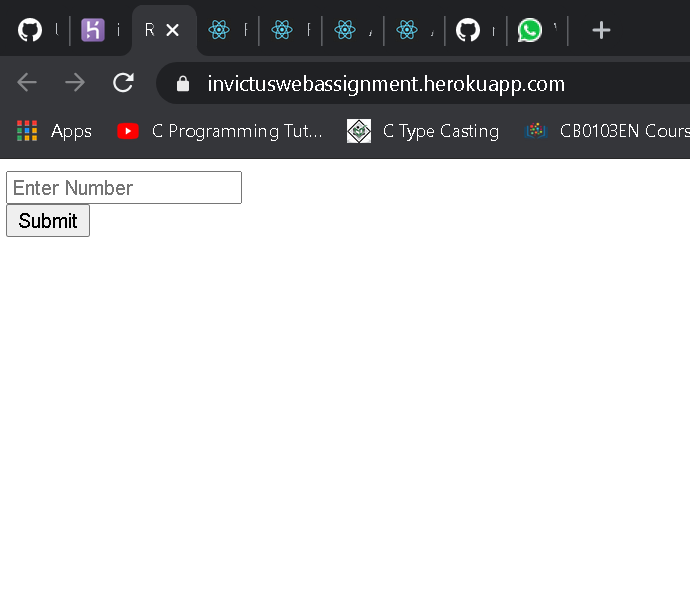 invictuswebassignment.herokuapp.com
Apps C Programming Tut... C Type Casting CB0103EN Cours
Enter Number
Submit